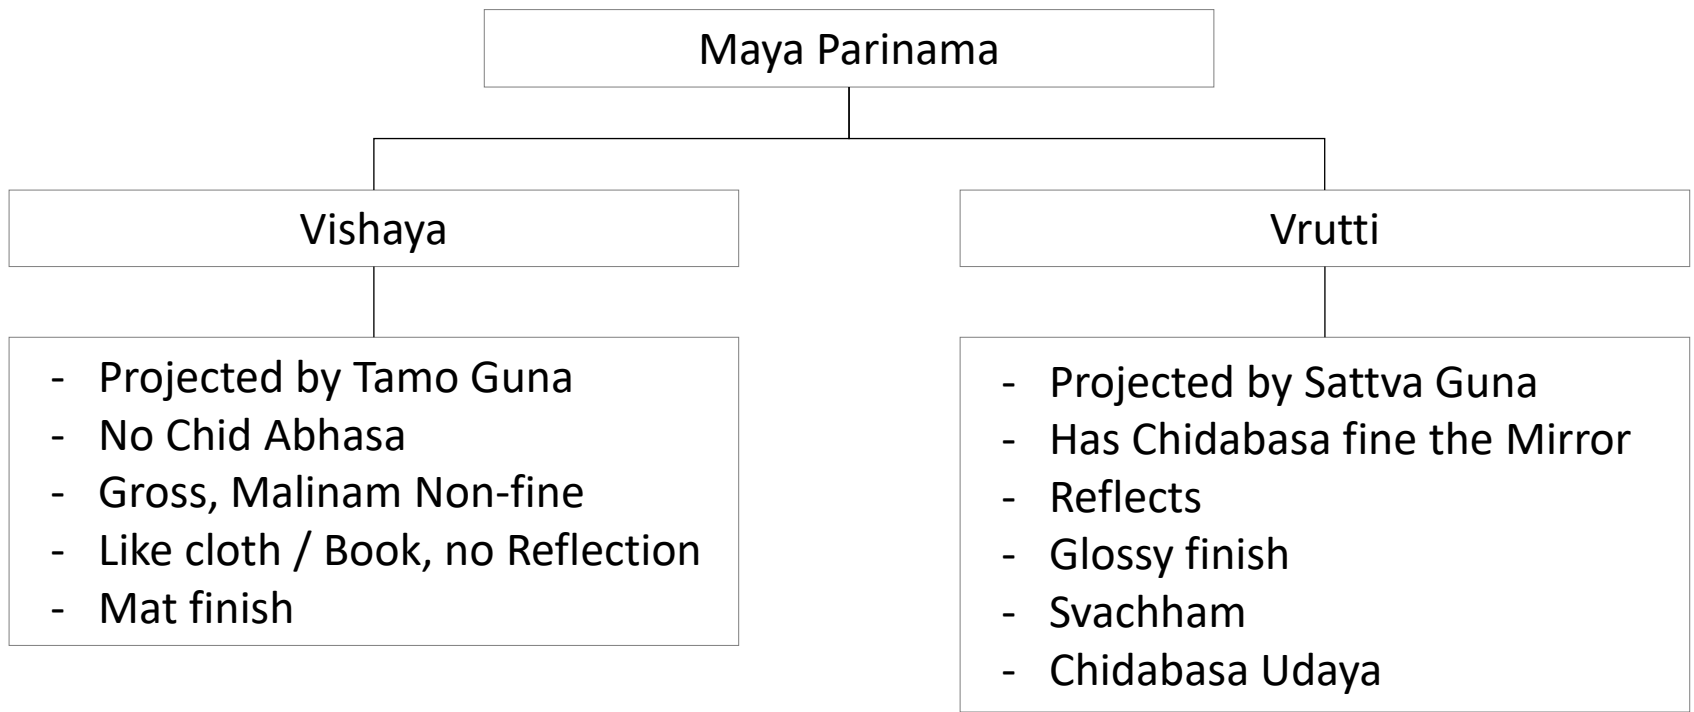 Maya Parinama
Vishaya
Vrutti
- Projected by Tamo Guna
- No Chid Abhasa
- Gross, Malinam Non-fine
- Like cloth / Book, no Reflection
- Mat finish
- Projected by Sattva Guna
- Has Chidabasa fine the Mirror
- Reflects
- Glossy finish
- Svachham
- Chidabasa Udaya